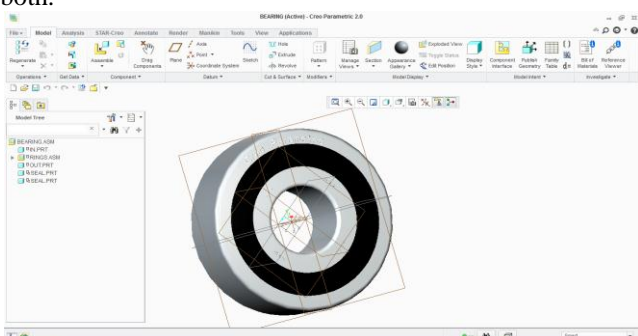 both.
BEARING (Active) - Creo Parametric 2.0
File Model Analysis STAR-Creo Annotate Render Manikin Tools View Applications
Regenerate Assemble Drag Components Plane Axis Point Coordinate System Sketch Hole Extrude Revolve Pattern Manage Views Section Appearance Gallery Exploded View Toggle Status Edit Position Display Style Component Interface Publish Geometry Family Table d= Bill of Materials Reference Viewer
Operations Get Data Component Datum Cut & Surface Modifiers Model Display Model Intent Investigate
Model Tree
BEARING.ASM
IN.PRT
RINGS.ASM
OUT.PRT
SEAL.PRT
SEAL.PRT